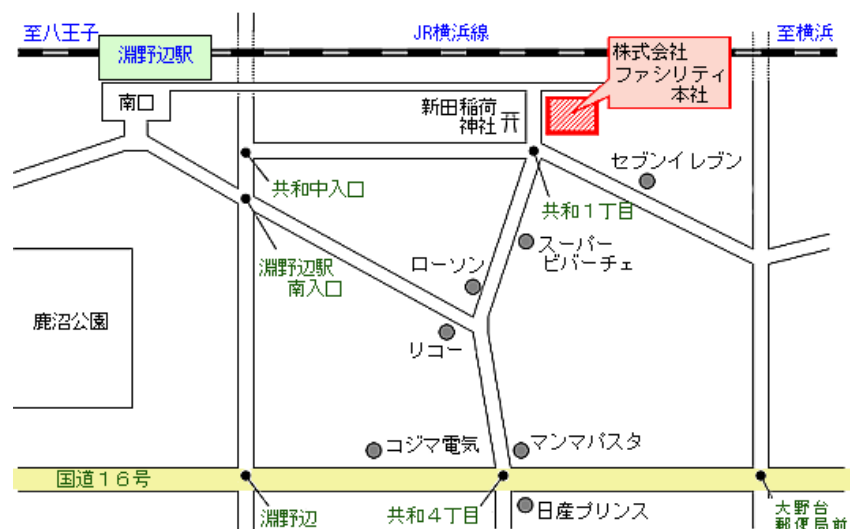 至八王子
JR横浜線
至横浜
淵野辺駅
株式会社
ファシリティ
本社
南口
新田稲荷
神社
セブンイレブン
共和中入口
共和1丁目
淵野辺駅
南入口
ローソン
スーパー
ビバーチェ
鹿沼公園
リコー
コジマ電気
マンマパスタ
国道16号
淵野辺
共和4丁目
日産プリンス
大野台
郵便局前